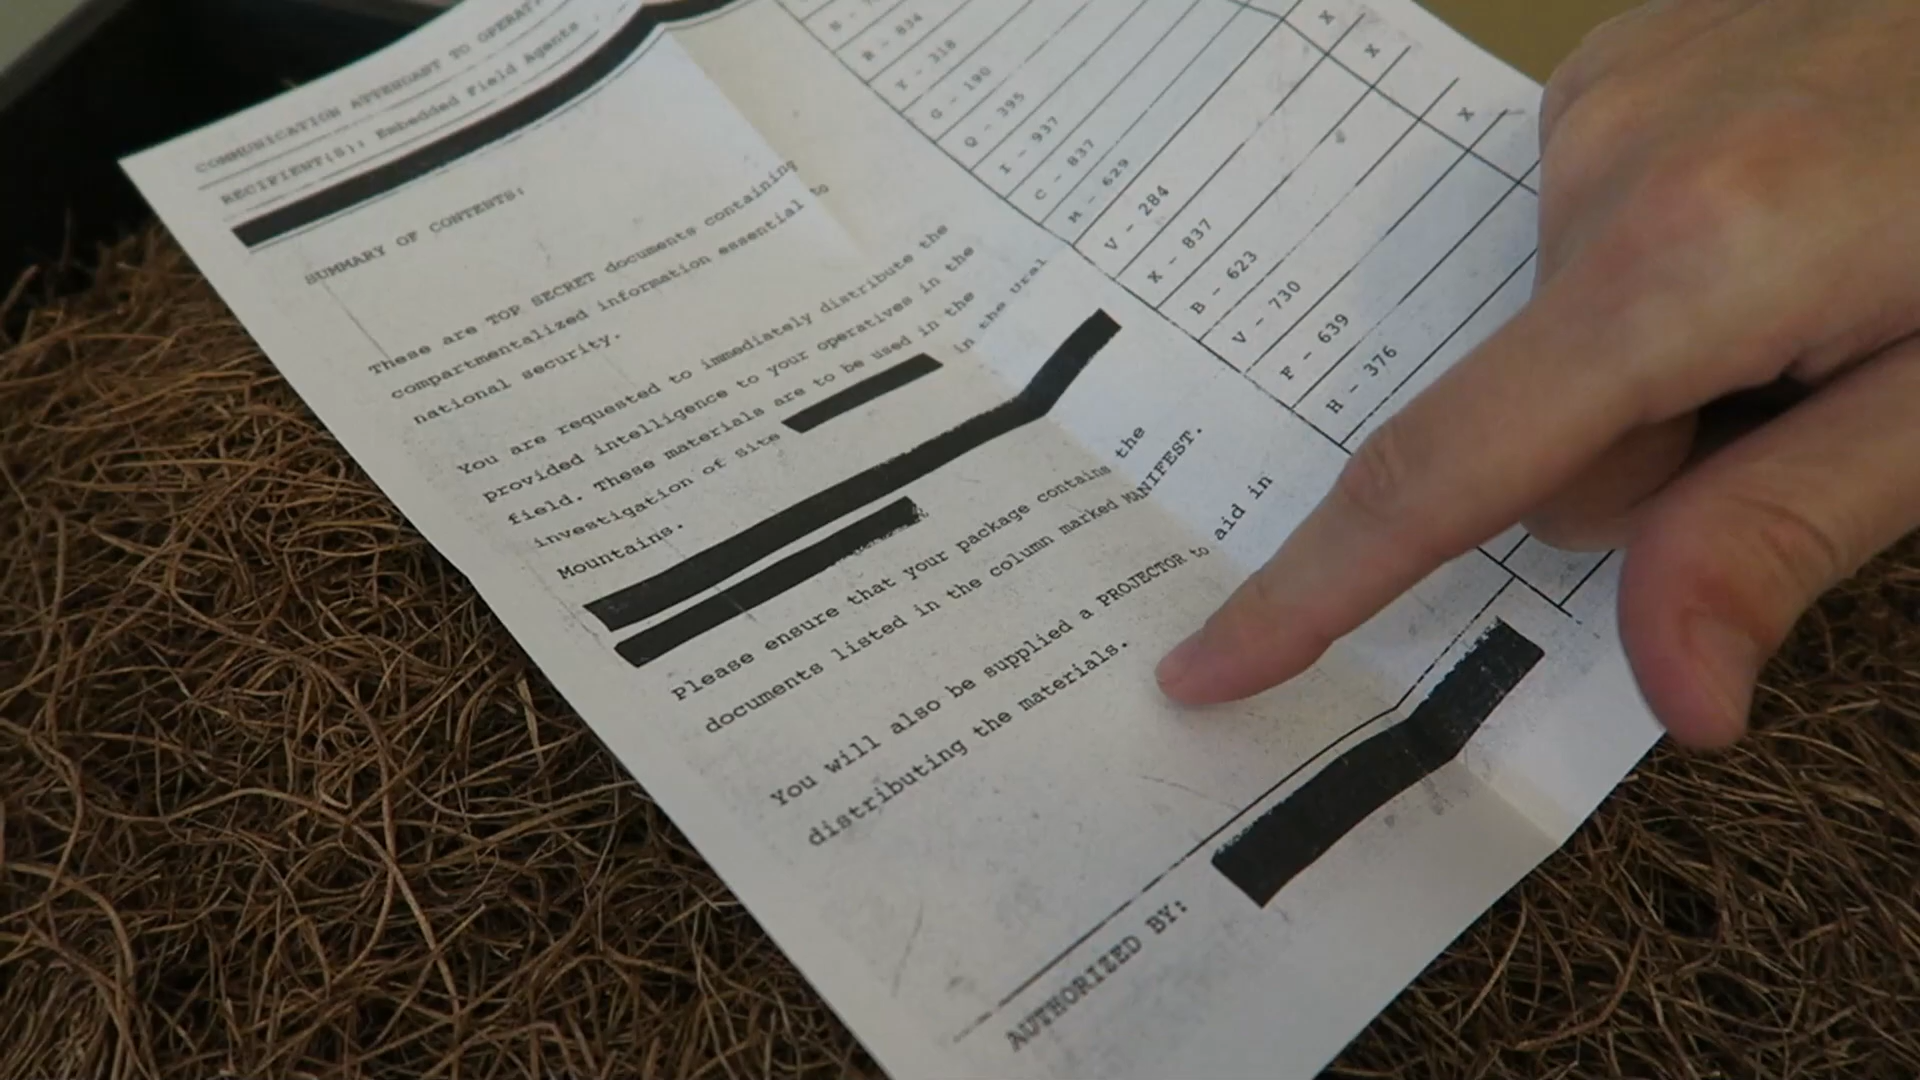 COMMUNICATION ATTENDANT TO OPERAT
RECIPIENT(S): Embedded Field Agents
SUMMARY OF CONTENTS:
These are TOP SECRET documents containing
compartmentalized information essential to
national security.
You are requested to immediately distribute the
provided intelligence to your operatives in the
field. These materials are to be used in the
investigation of Site in the Ural
Mountains.
Please ensure that your package contains the
documents listed in the column marked MANIFEST.
You will also be supplied a PROJECTOR to aid in
distributing the materials.
AUTHORIZED BY:
R - 834
Y - 318
G - 190
Q - 395
I - 937
C - 837
M - 629
V - 284 X
X - 837 X
B - 623
V - 730 X
F - 639
H - 376